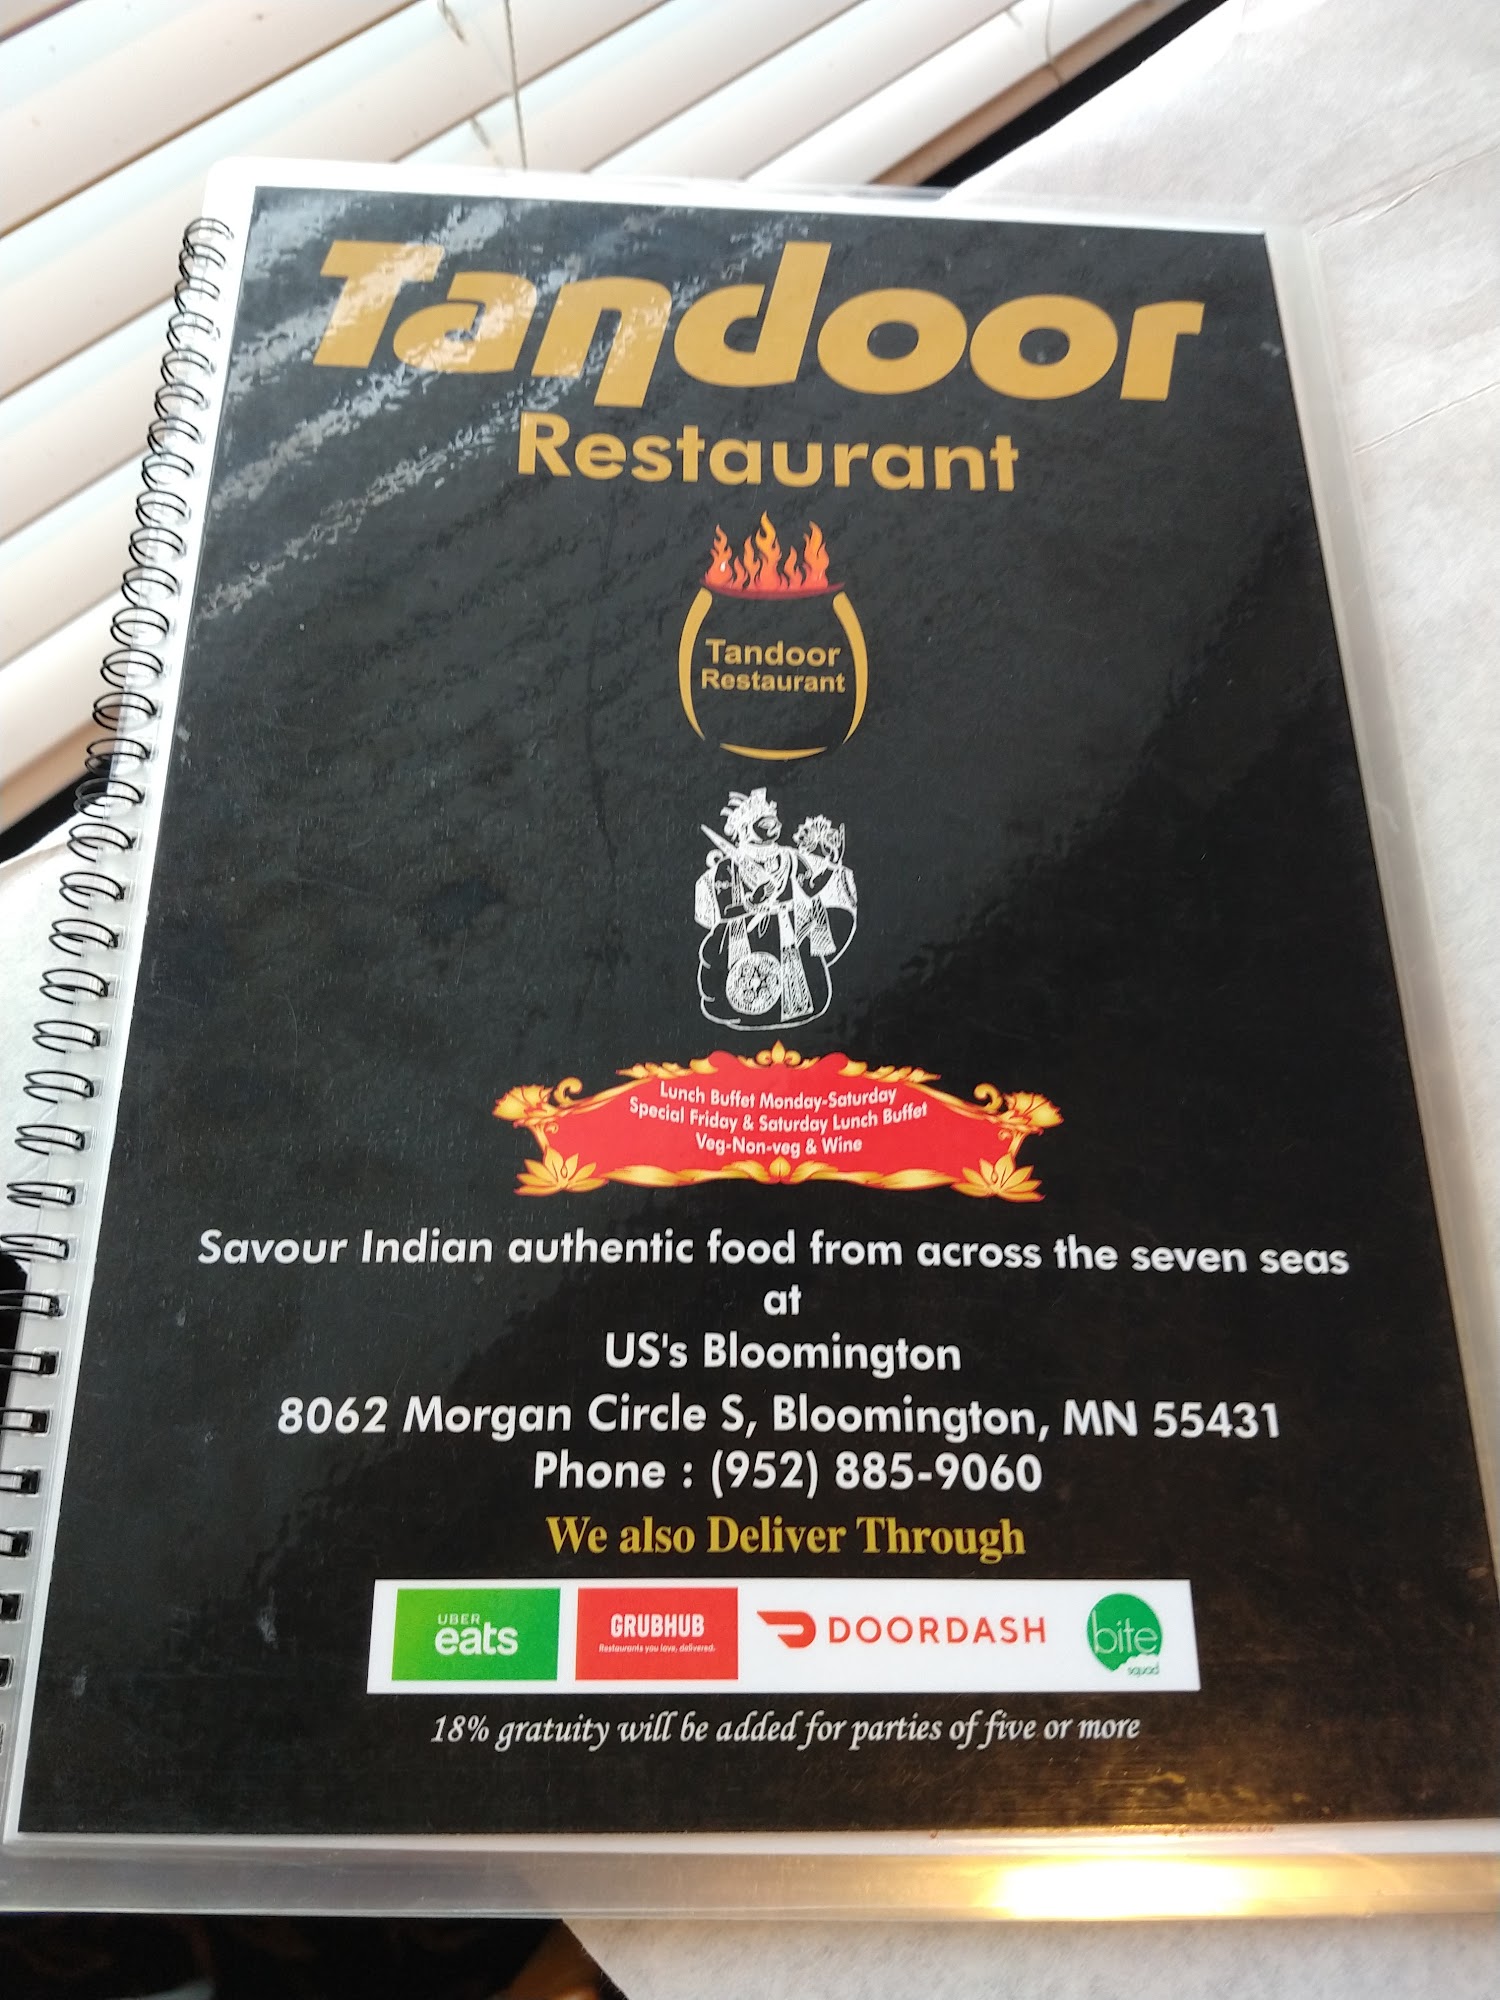 Tandoor
Restaurant
Tandoor
Restaurant
Lunch Buffet Monday-Saturday
Special Friday & Saturday Lunch Buffet
Veg-Non-veg & Wine
Savour Indian authentic food from across the seven seas
at
US's Bloomington
8062 Morgan Circle S, Bloomington, MN 55431
Phone : (952) 885-9060
We also Deliver Through
UBER
eats
GRUBHUB
Restaurants you love, delivered.
DOORDASH
bite
squad
18% gratuity will be added for parties of five or more